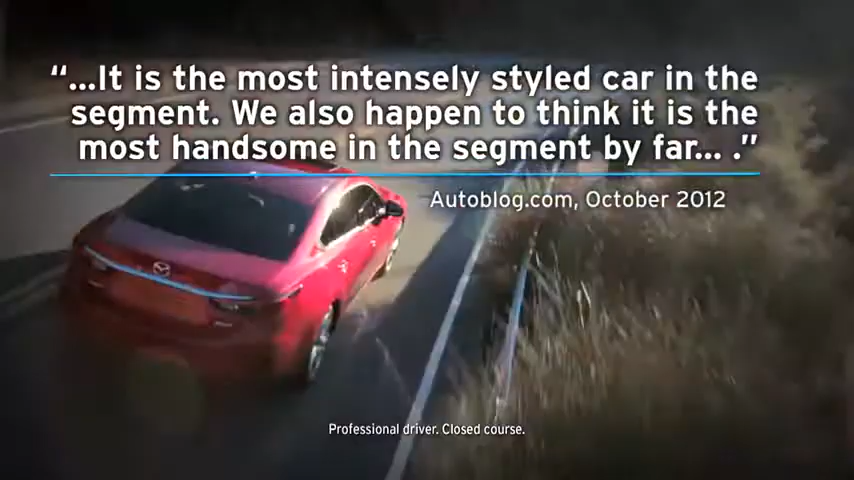 “...It is the most intensely styled car in the
segment. We also happen to think it is the
most handsome in the segment by far... .”
Autoblog.com, October 2012
Professional driver. Closed course.